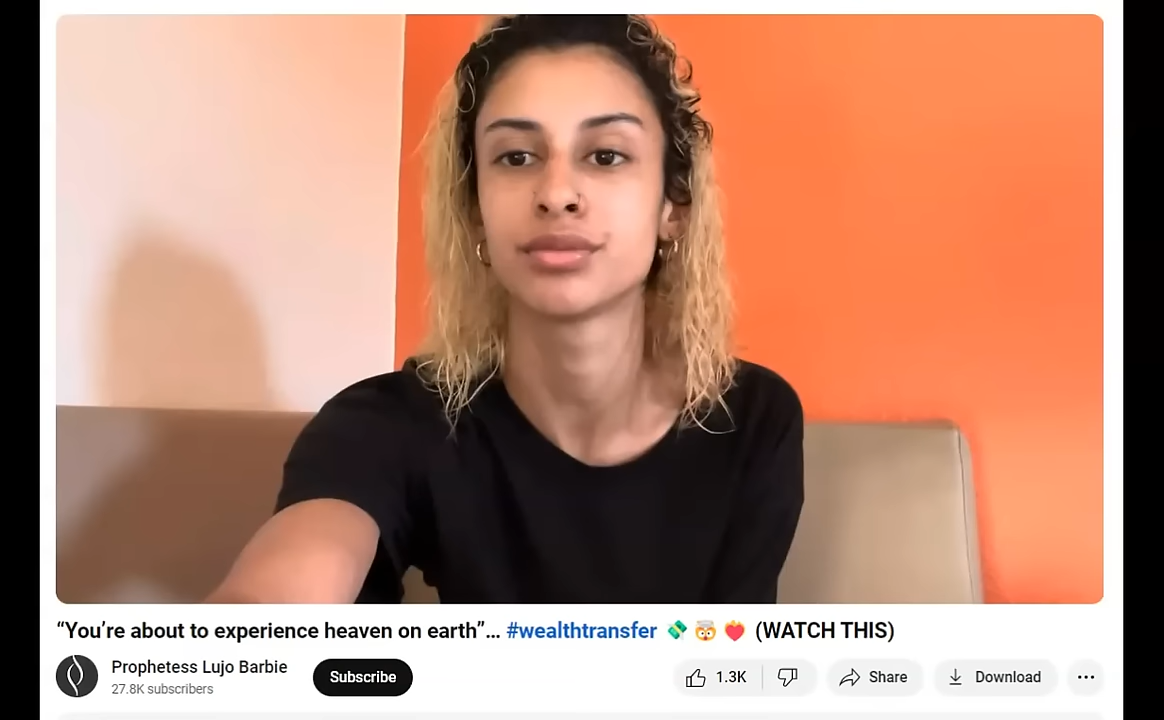 “You’re about to experience heaven on earth”... #wealthtransfer 💸 🤯 ❤️‍🔥 (WATCH THIS)
Prophetess Lujo Barbie
27.8K subscribers
Subscribe
1.3K
Share
Download